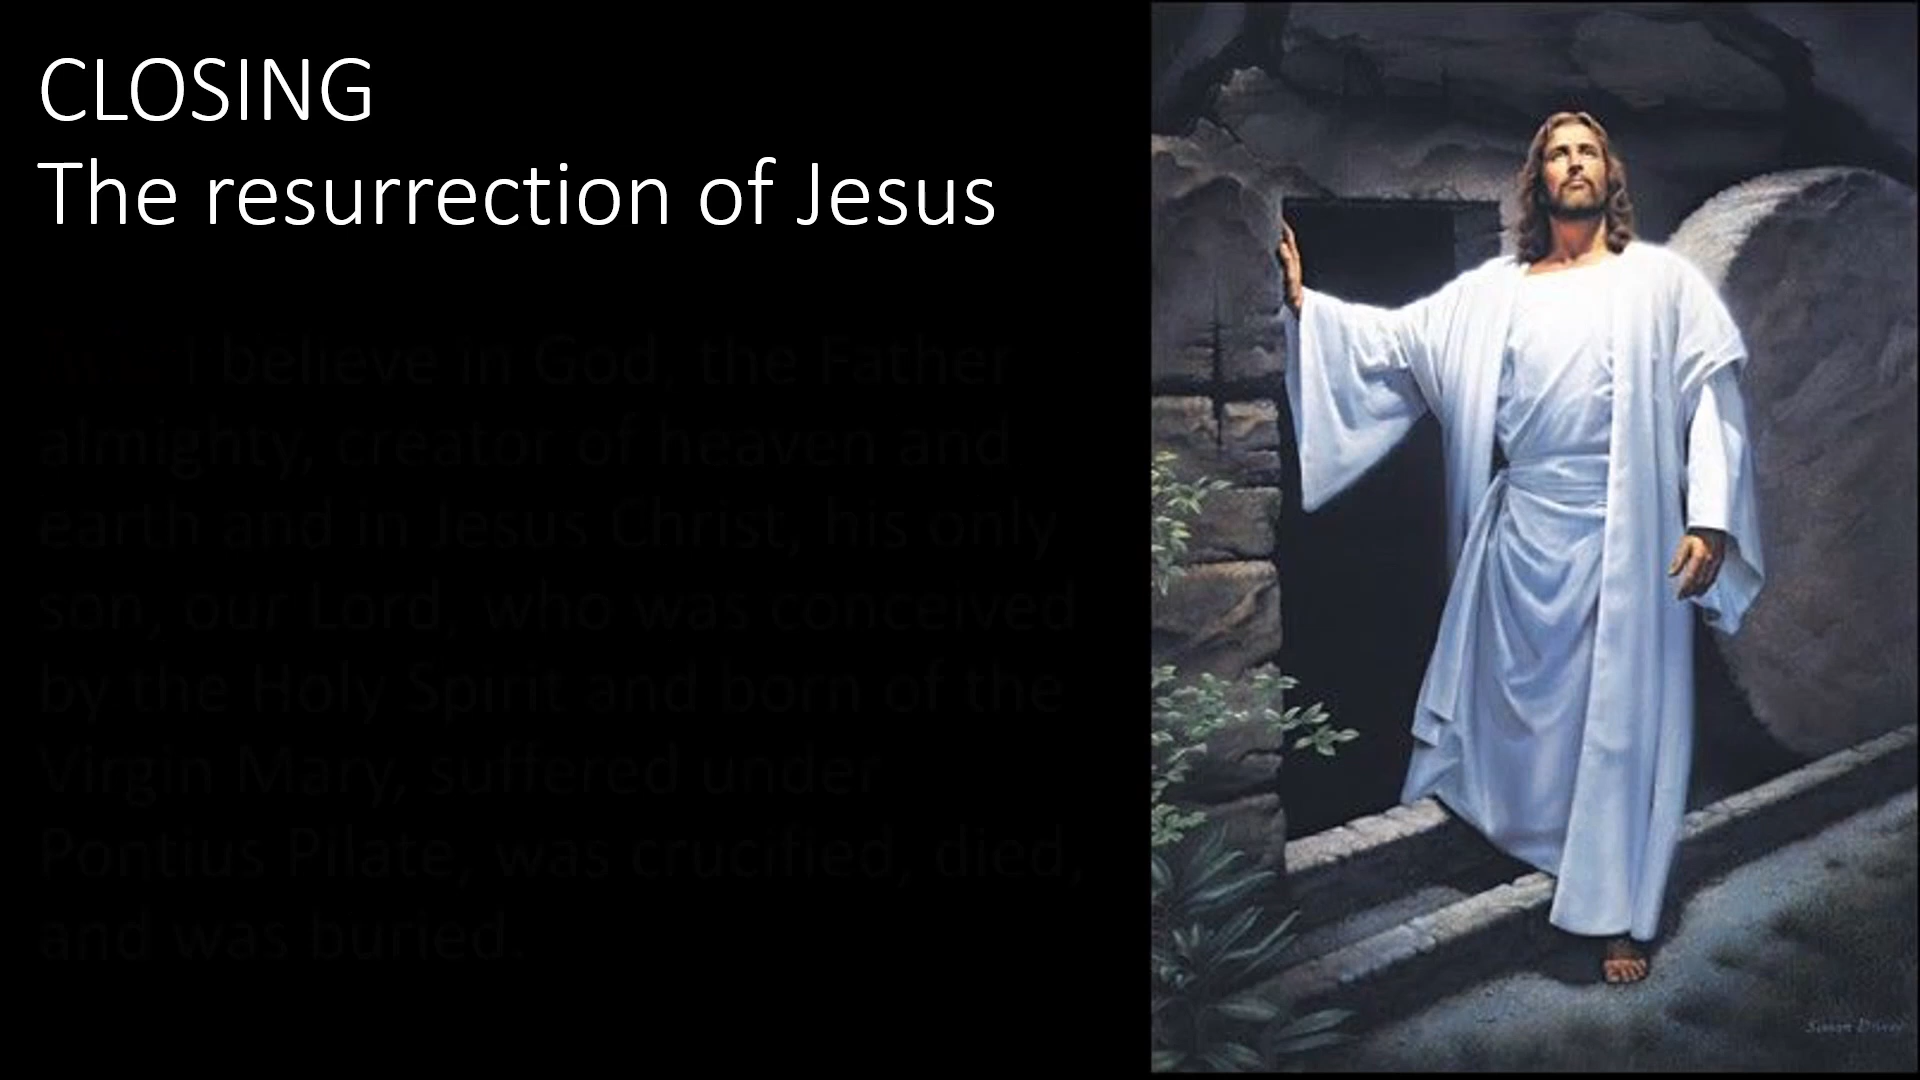 CLOSING
The resurrection of Jesus
I believe in God, the Father
almighty, creator of heaven and
earth and in Jesus Christ, his only
son, our Lord, who was conceived
by the Holy Spirit and born of the
Virgin Mary, suffered under
Pontius Pilate, was crucified, died,
and was buried.
Simon Dewey